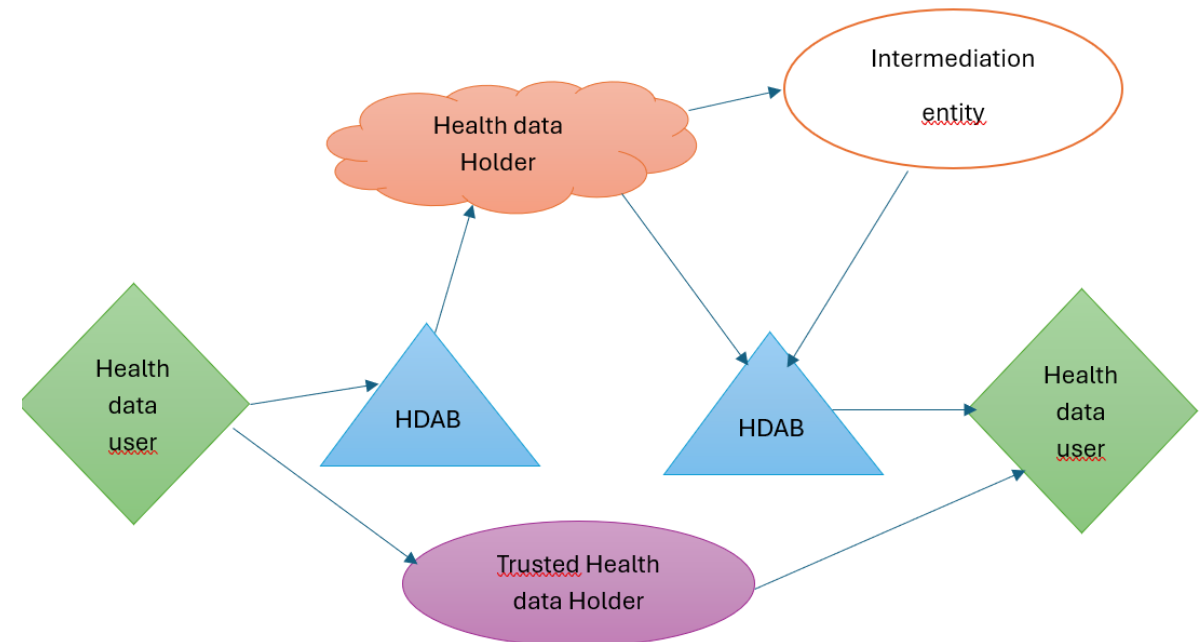 Intermediation
entity
Health data
Holder
Health
data
user
HDAB
HDAB
Health
data
user
Trusted Health
data Holder